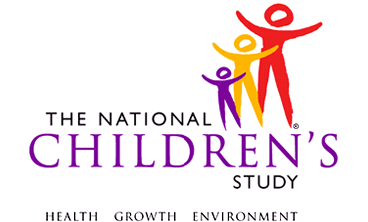 THE NATIONAL
CHILDREN'S
STUDY
®
HEALTH GROWTH ENVIRONMENT